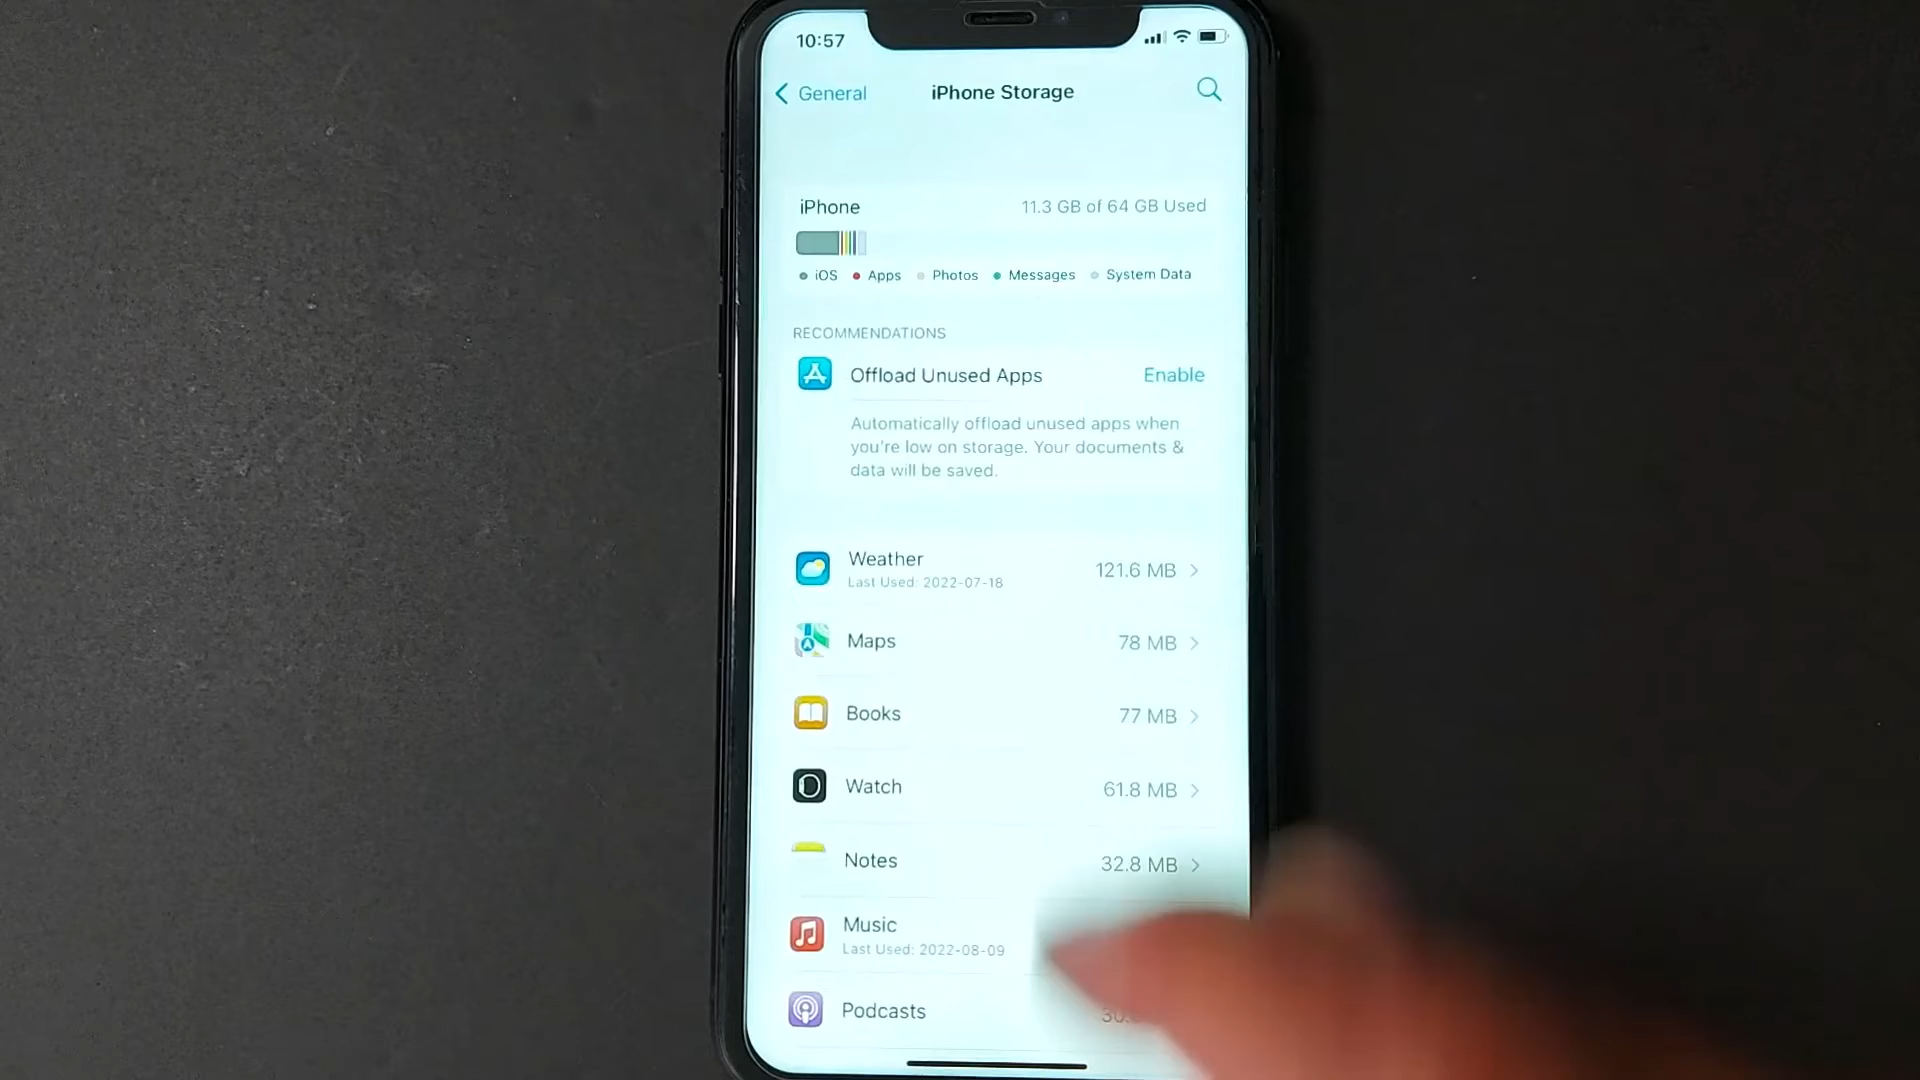 10:57
General
iPhone Storage
iPhone
11.3 GB of 64 GB Used
iOS Apps Photos Messages System Data
RECOMMENDATIONS
Offload Unused Apps
Enable
Automatically offload unused apps when
you're low on storage. Your documents &
data will be saved.
Weather
Last Used: 2022-07-18
121.6 MB
Maps
78 MB
Books
77 MB
Watch
61.8 MB
Notes
32.8 MB
Music
Last Used: 2022-08-09
Podcasts